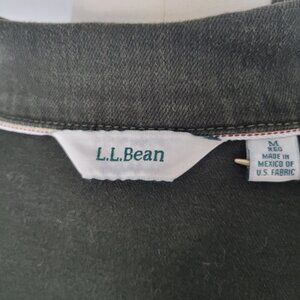 L.L.Bean
M
REG
MADE IN
MEXICO OF
U.S. FABRIC